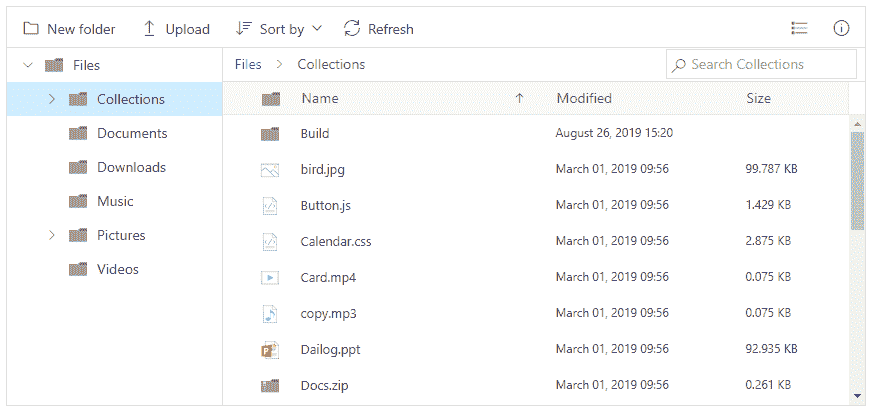 New folder Upload Sort by Refresh
Files Files Collections Search Collections
Collections Name Modified Size
Documents Build August 26, 2019 15:20
Downloads bird.jpg March 01, 2019 09:56 99.787 KB
Music Button.js March 01, 2019 09:56 1.429 KB
Pictures Calendar.css March 01, 2019 09:56 2.875 KB
Videos Card.mp4 March 01, 2019 09:56 0.075 KB
copy.mp3 March 01, 2019 09:56 0.075 KB
Dailog.ppt March 01, 2019 09:56 92.935 KB
Docs.zip March 01, 2019 09:56 0.261 KB